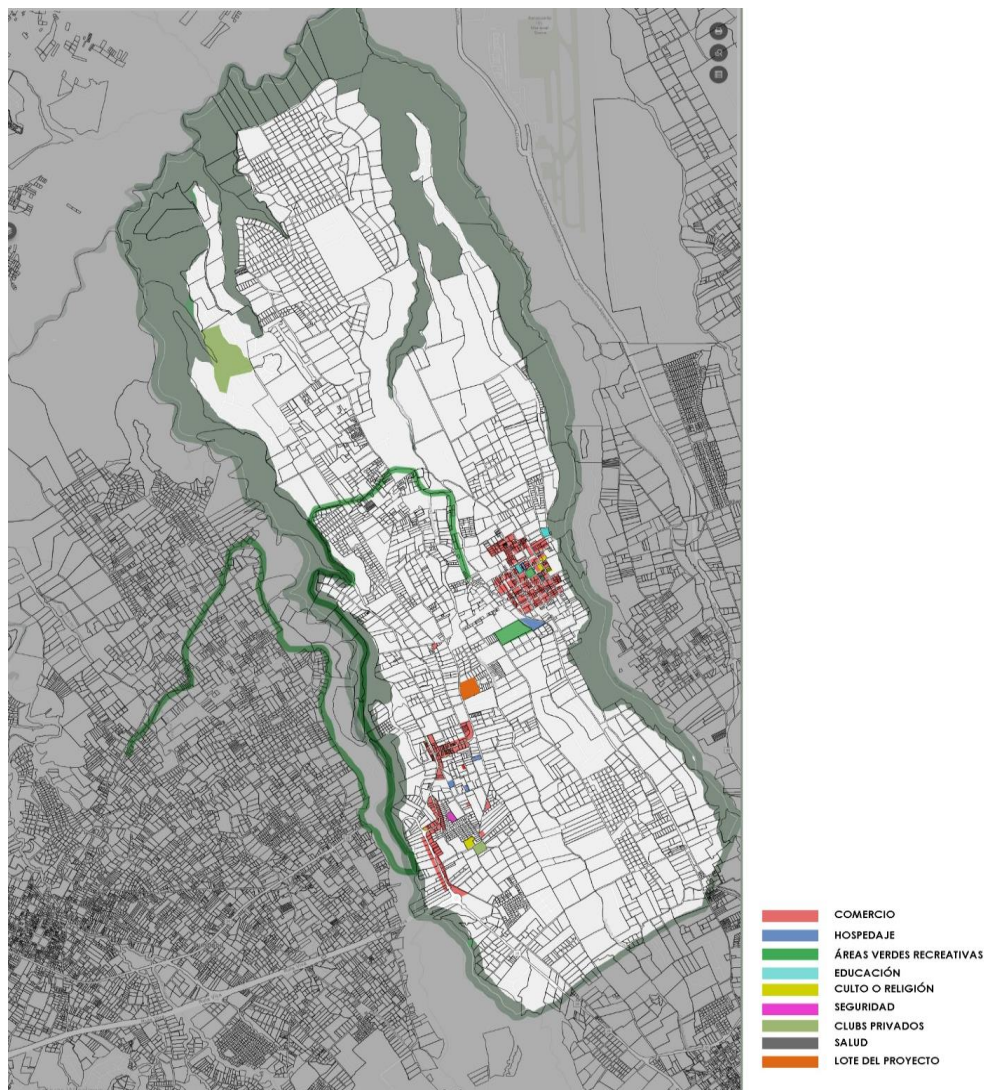 COMERCIO
HOSPEDAJE
ÁREAS VERDES RECREATIVAS
EDUCACIÓN
CULTO O RELIGIÓN
SEGURIDAD
CLUBS PRIVADOS
SALUD
LOTE DEL PROYECTO